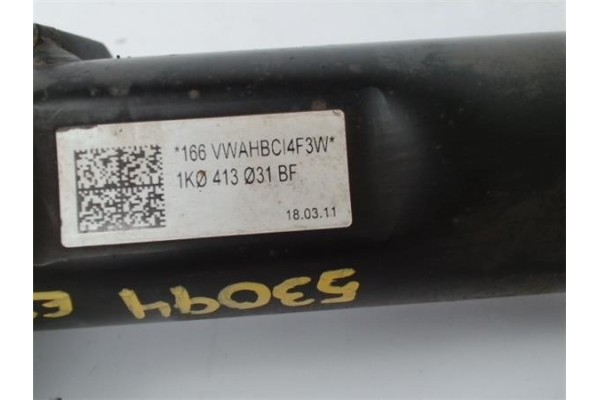 *166 VWAHBCI4F3W*
1KØ 413 Ø31 BF
18.03.11
53094